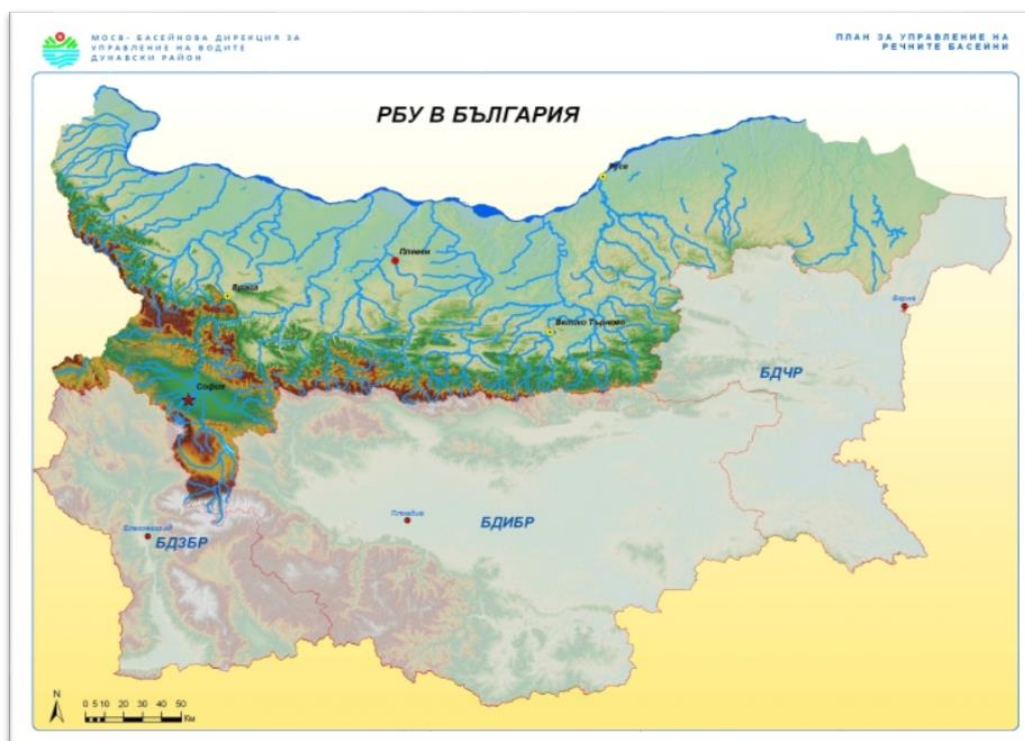 МОСВ- БАСЕЙНОВА ДИРЕКЦИЯ ЗА
УПРАВЛЕНИЕ НА ВОДИТЕ
ДУНАВСКИ РАЙОН
ПЛАН ЗА УПРАВЛЕНИЕ НА
РЕЧНИТЕ БАСЕЙНИ
РБУ В БЪЛГАРИЯ
Русе
Плевен
Враца
Варна
Велико Търново
БДЧР
София
Пловдив
БДИБР
Благоевград
БДЗБР
N
0 5 10 20 30 40 50
Км